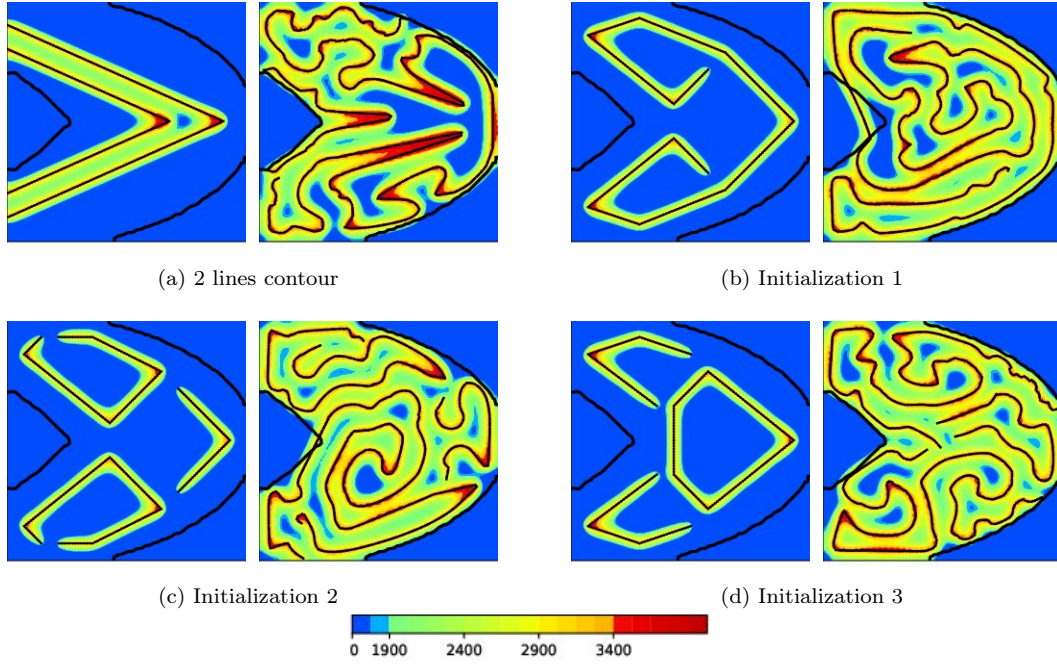 (a) 2 lines contour
(b) Initialization 1
(c) Initialization 2
(d) Initialization 3
0 1900 2400 2900 3400